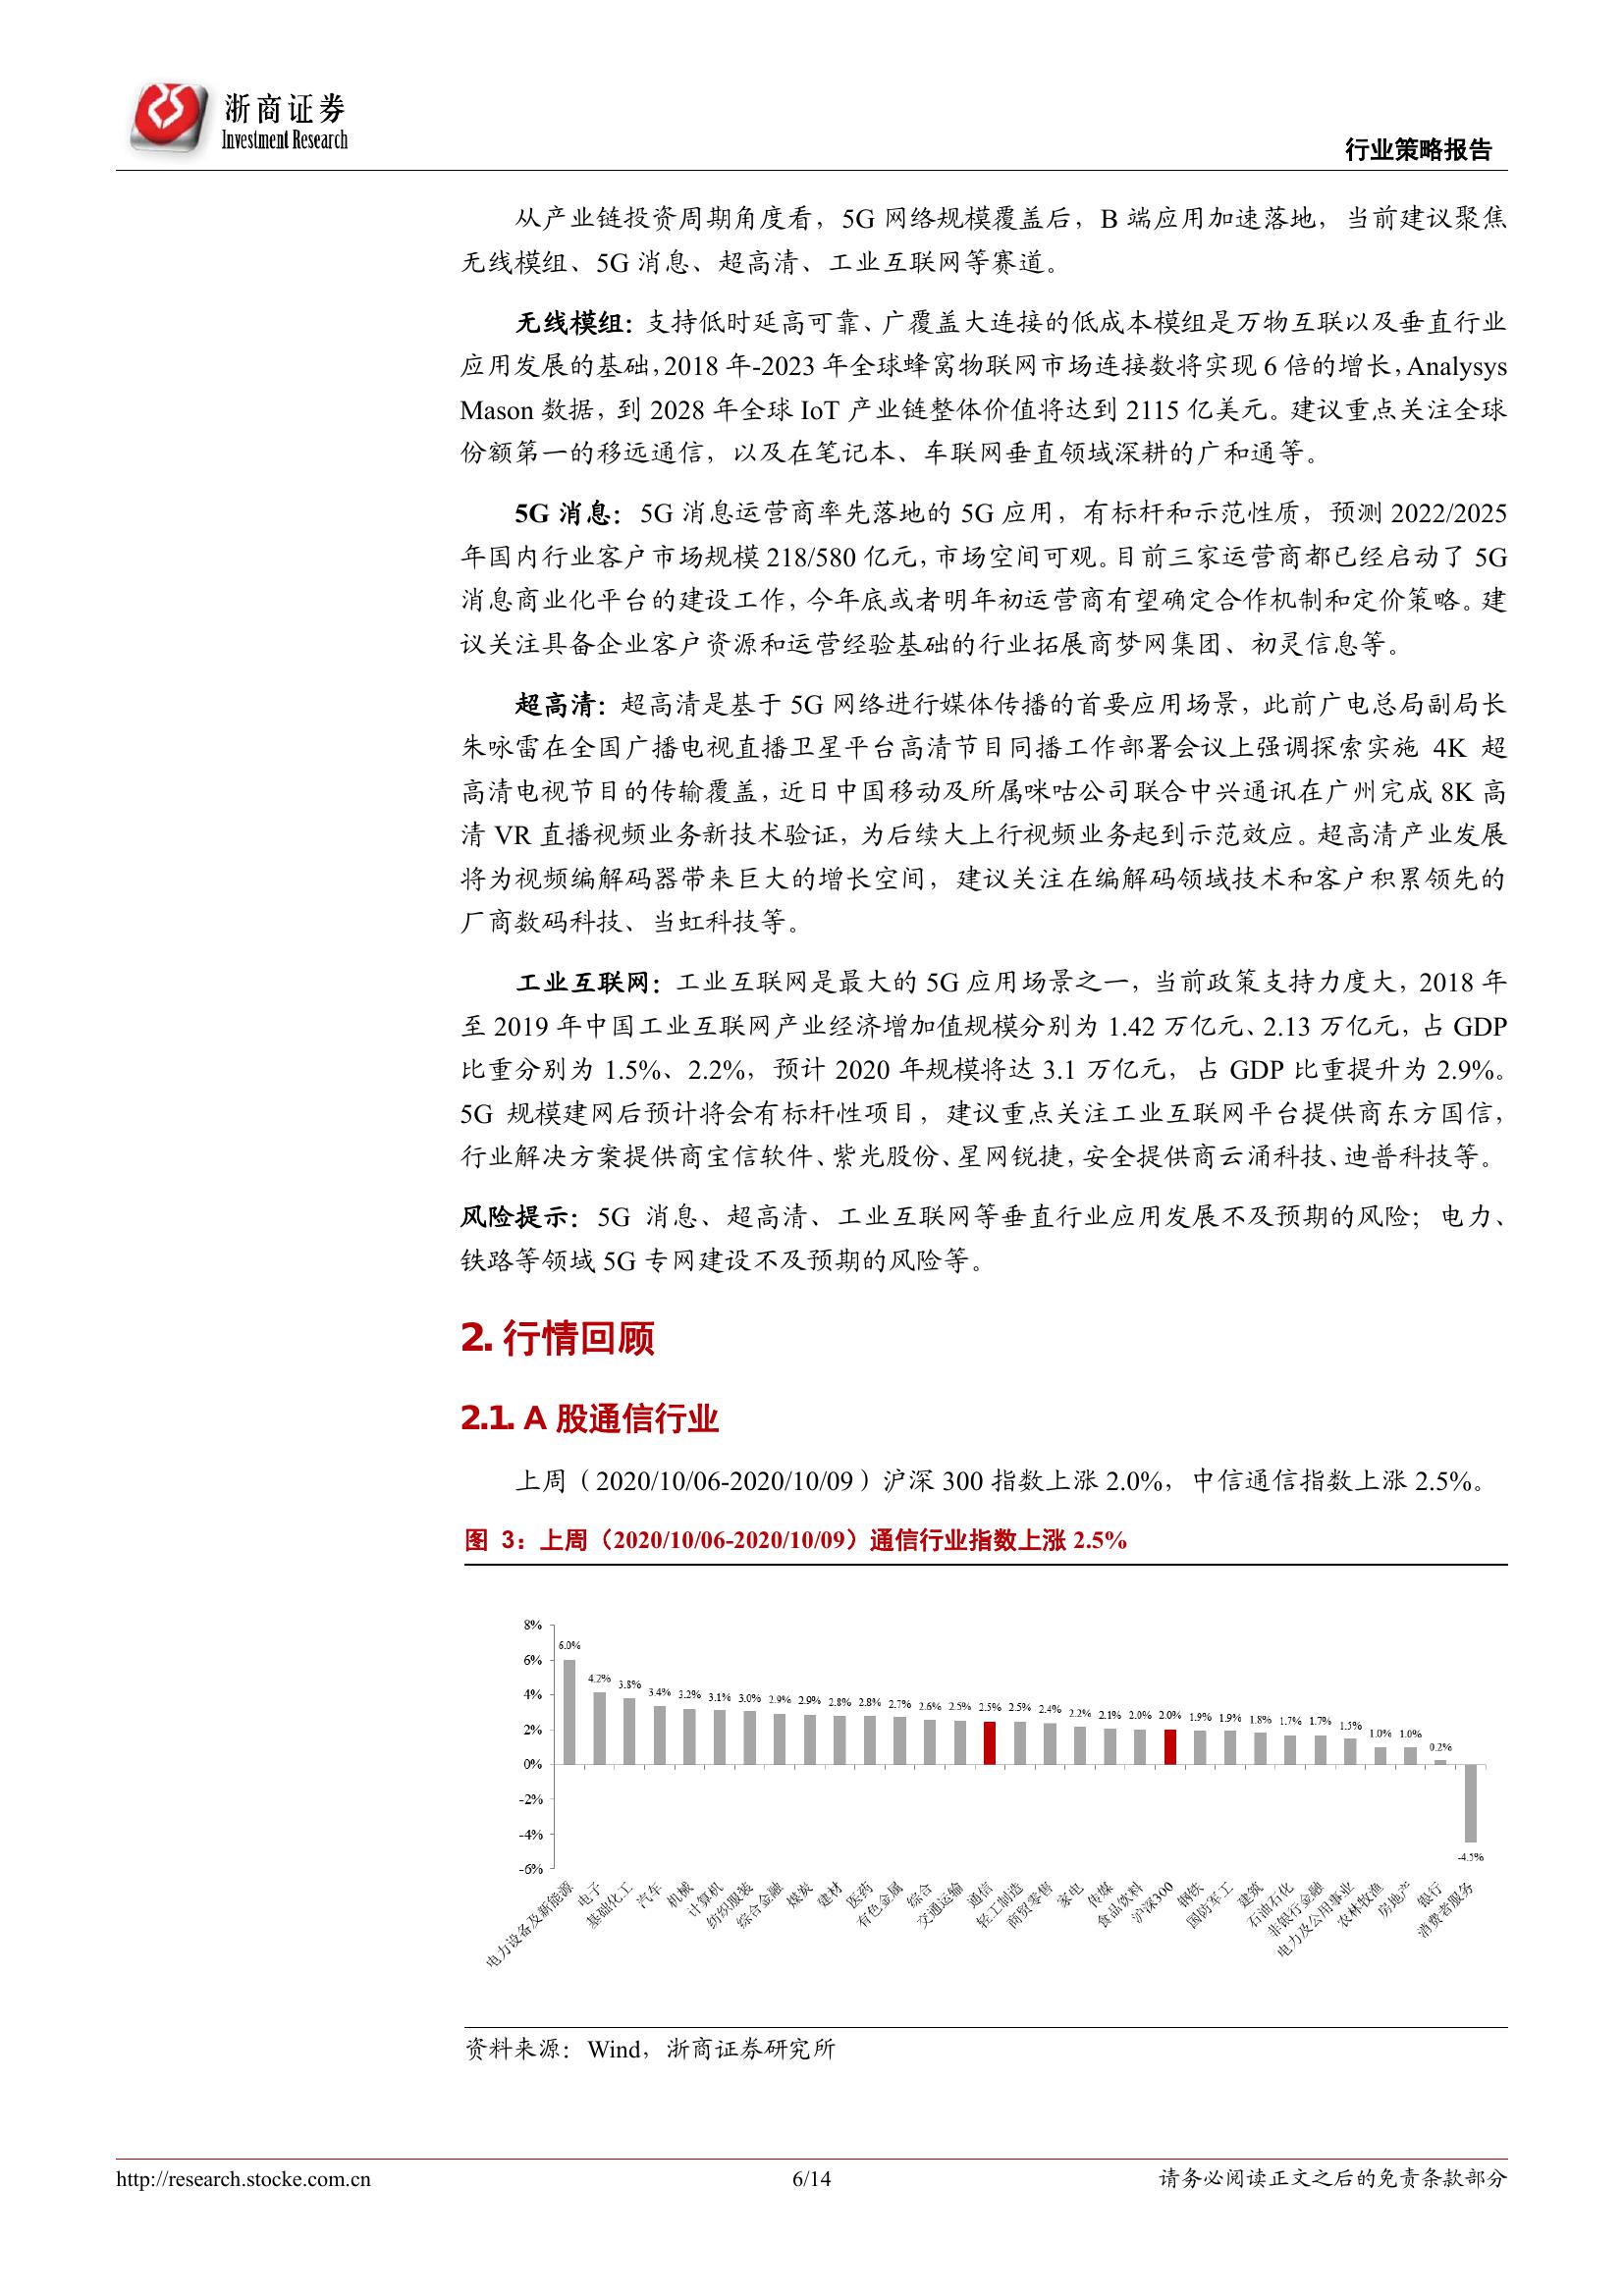 浙商证券
Investment Research
行业策略报告
从产业链投资周期角度看，5G 网络规模覆盖后，B 端应用加速落地，当前建议聚焦
无线模组、5G 消息、超高清、工业互联网等赛道。
无线模组：支持低时延高可靠、广覆盖大连接的低成本模组是万物互联以及垂直行业
应用发展的基础，2018 年-2023 年全球蜂窝物联网市场连接数将实现 6 倍的增长，Analysys
Mason 数据，到 2028 年全球 IoT 产业链整体价值将达到 2115 亿美元。建议重点关注全球
份额第一的移远通信，以及在笔记本、车联网垂直领域深耕的广和通等。
5G 消息：5G 消息运营商率先落地的 5G 应用，有标杆和示范性质，预测 2022/2025
年国内行业客户市场规模 218/580 亿元，市场空间可观。目前三家运营商都已经启动了 5G
消息商业化平台的建设工作，今年底或者明年初运营商有望确定合作机制和定价策略。建
议关注具备企业客户资源和运营经验基础的行业拓展商梦网集团、初灵信息等。
超高清：超高清是基于 5G 网络进行媒体传播的首要应用场景，此前广电总局副局长
朱咏雷在全国广播电视直播卫星平台高清节目同播工作部署会议上强调探索实施 4K 超
高清电视节目的传输覆盖，近日中国移动及所属咪咕公司联合中兴通讯在广州完成 8K 高
清 VR 直播视频业务新技术验证，为后续大上行视频业务起到示范效应。超高清产业发展
将为视频编解码器带来巨大的增长空间，建议关注在编解码领域技术和客户积累领先的
厂商数码科技、当虹科技等。
工业互联网：工业互联网是最大的 5G 应用场景之一，当前政策支持力度大，2018 年
至 2019 年中国工业互联网产业经济增加值规模分别为 1.42 万亿元、2.13 万亿元，占 GDP
比重分别为 1.5%、2.2%，预计 2020 年规模将达 3.1 万亿元，占 GDP 比重提升为 2.9%。
5G 规模建网后预计将会有标杆性项目，建议重点关注工业互联网平台提供商东方国信，
行业解决方案提供商宝信软件、紫光股份、星网锐捷，安全提供商云涌科技、迪普科技等。
风险提示：5G 消息、超高清、工业互联网等垂直行业应用发展不及预期的风险；电力、
铁路等领域 5G 专网建设不及预期的风险等。
2. 行情回顾
2.1. A 股通信行业
上周（2020/10/06-2020/10/09）沪深 300 指数上涨 2.0%，中信通信指数上涨 2.5%。
图 3：上周（2020/10/06-2020/10/09）通信行业指数上涨 2.5%
8%
6%
4%
2%
0%
-2%
-4%
-6%
6.0% 4.2% 3.8% 3.4% 3.2% 3.1% 3.0% 2.9% 2.9% 2.8% 2.8% 2.7% 2.6% 2.5% 2.5% 2.5% 2.4% 2.2% 2.1% 2.0% 2.0% 1.9% 1.9% 1.8% 1.7% 1.7% 1.5% 1.0% 1.0% 0.2% -4.5%
电力设备及新能源 电子 基础化工 汽车 机械 计算机 纺织服装 综合金融 煤炭 建材 医药 有色金属 综合 交通运输 通信 轻工制造 商贸零售 家电 传媒 食品饮料 沪深300 钢铁 国防军工 建筑 石油石化 非银行金融 电力及公用事业 农林牧渔 房地产 银行 消费者服务
资料来源：Wind，浙商证券研究所
http://research.stocke.com.cn
6/14
请务必阅读正文之后的免责条款部分